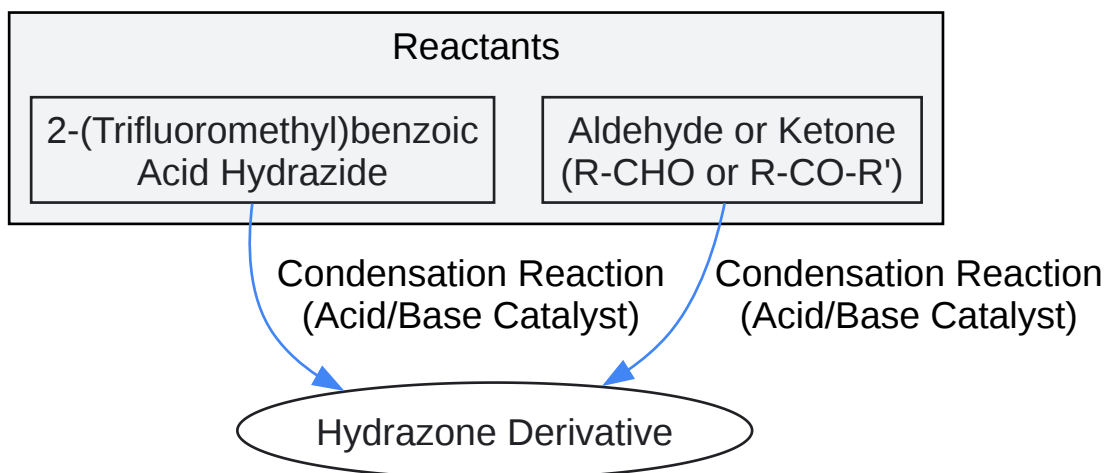 Reactants
2-(Trifluoromethyl)benzoic
Acid Hydrazide
Aldehyde or Ketone
(R-CHO or R-CO-R')
Condensation Reaction
(Acid/Base Catalyst)
Condensation Reaction
(Acid/Base Catalyst)
Hydrazone Derivative